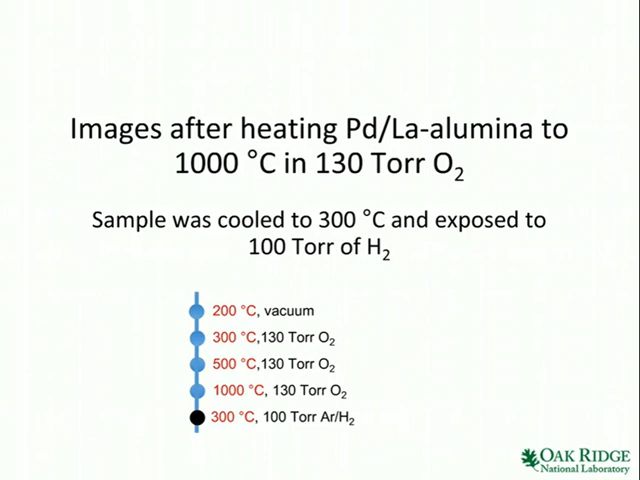 Images after heating Pd/La-alumina to
1000 °C in 130 Torr O₂
Sample was cooled to 300 °C and exposed to
100 Torr of H₂
200 °C, vacuum
300 °C,130 Torr O₂
500 °C,130 Torr O₂
1000 °C, 130 Torr O₂
300 °C, 100 Torr Ar/H₂
OAK RIDGE
National Laboratory